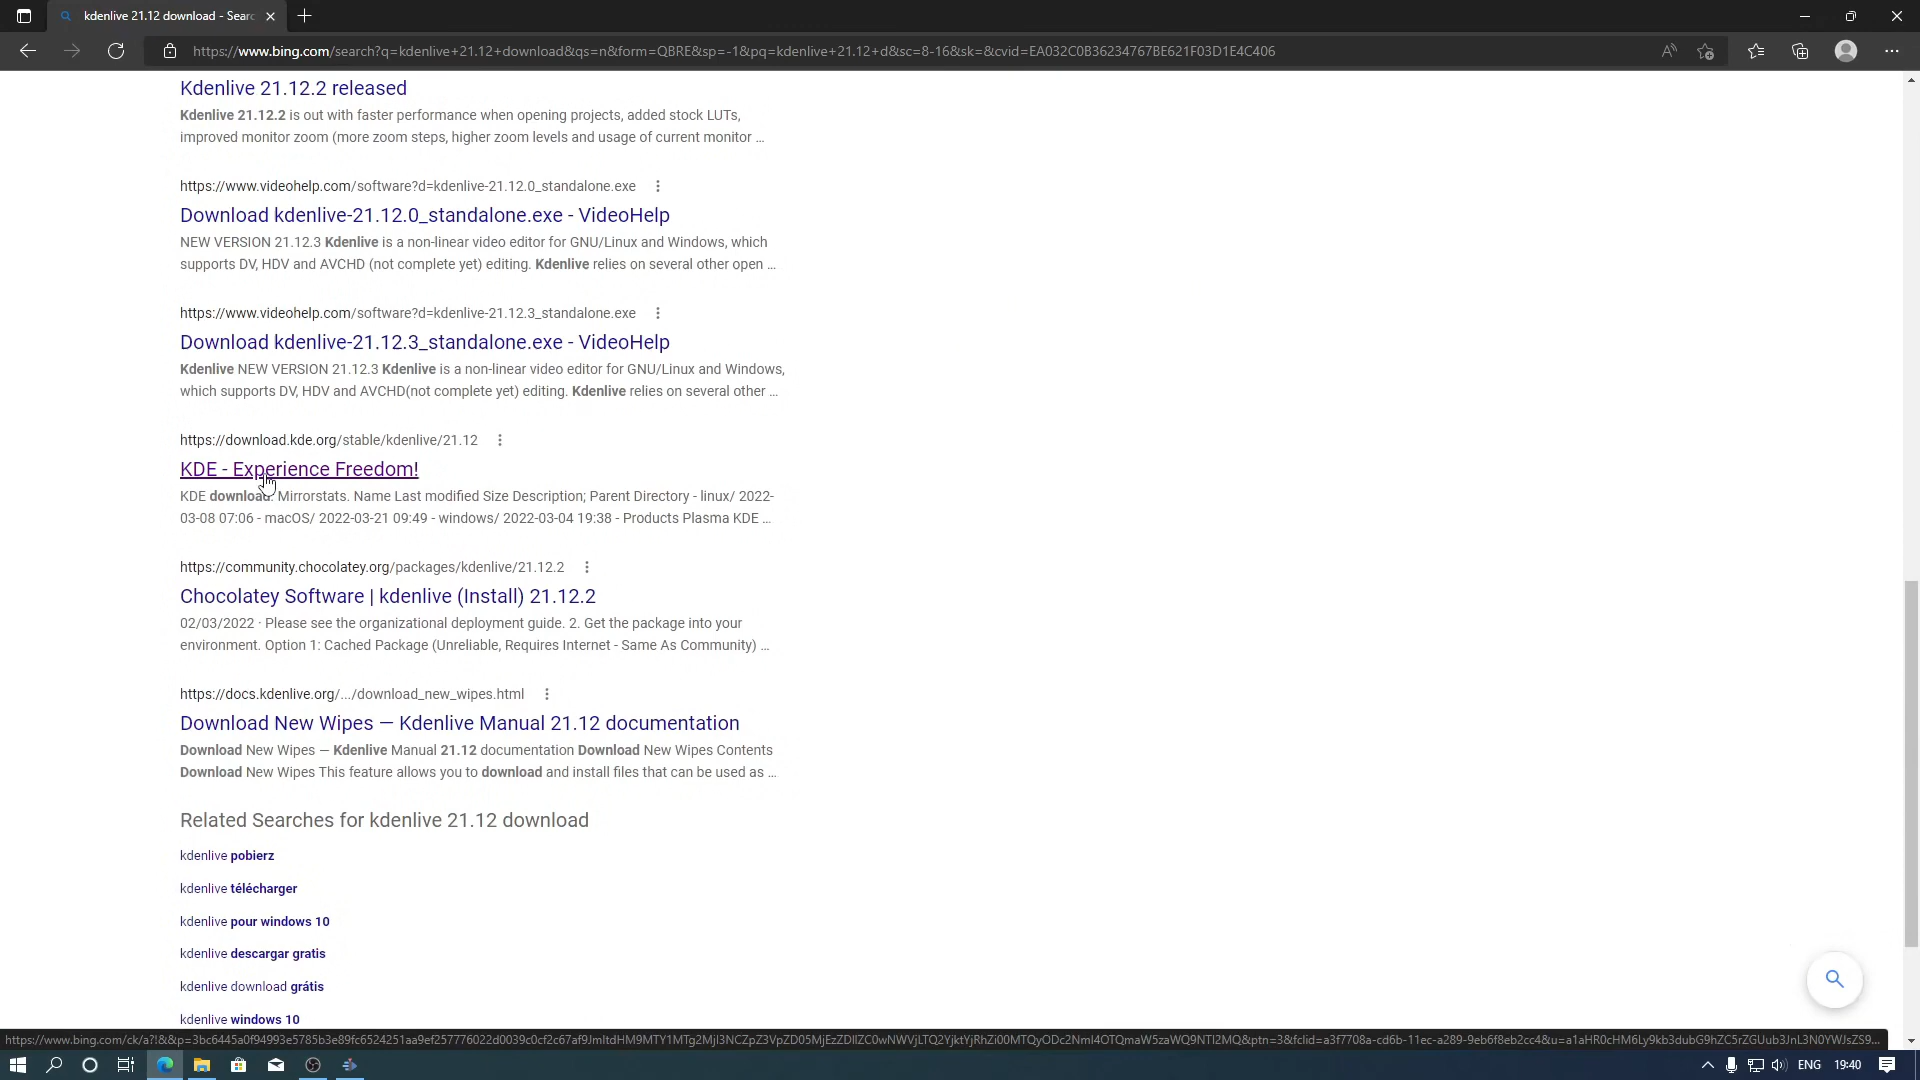 kdenlive 21.12 download - Sear
https://www.bing.com/search?q=kdenlive+21.12+download&qs=n&form=QBRE&sp=-1&pq=kdenlive+21.12+d&sc=8-16&sk=&cvid=EA032C0B36234767BE621F03D1E4C406
Kdenlive 21.12.2 released
Kdenlive 21.12.2 is out with faster performance when opening projects, added stock LUTs,
improved monitor zoom (more zoom steps, higher zoom levels and usage of current monitor ...
https://www.videohelp.com/software?d=kdenlive-21.12.0_standalone.exe
Download kdenlive-21.12.0_standalone.exe - VideoHelp
NEW VERSION 21.12.3 Kdenlive is a non-linear video editor for GNU/Linux and Windows, which
supports DV, HDV and AVCHD (not complete yet) editing. Kdenlive relies on several other open ...
https://www.videohelp.com/software?d=kdenlive-21.12.3_standalone.exe
Download kdenlive-21.12.3_standalone.exe - VideoHelp
Kdenlive NEW VERSION 21.12.3 Kdenlive is a non-linear video editor for GNU/Linux and Windows,
which supports DV, HDV and AVCHD(not complete yet) editing. Kdenlive relies on several other ...
https://download.kde.org/stable/kdenlive/21.12
KDE - Experience Freedom!
KDE download. Mirrorstats. Name Last modified Size Description; Parent Directory - linux/ 2022-
03-08 07:06 - macOS/ 2022-03-21 09:49 - windows/ 2022-03-04 19:38 - Products Plasma KDE ...
https://community.chocolatey.org/packages/kdenlive/21.12.2
Chocolatey Software | kdenlive (Install) 21.12.2
02/03/2022 · Please see the organizational deployment guide. 2. Get the package into your
environment. Option 1: Cached Package (Unreliable, Requires Internet - Same As Community) ...
https://docs.kdenlive.org/.../download_new_wipes.html
Download New Wipes — Kdenlive Manual 21.12 documentation
Download New Wipes — Kdenlive Manual 21.12 documentation Download New Wipes Contents
Download New Wipes This feature allows you to download and install files that can be used as ...
Related Searches for kdenlive 21.12 download
kdenlive pobierz
kdenlive télécharger
kdenlive pour windows 10
kdenlive descargar gratis
kdenlive download grátis
kdenlive windows 10
ENG 19:40